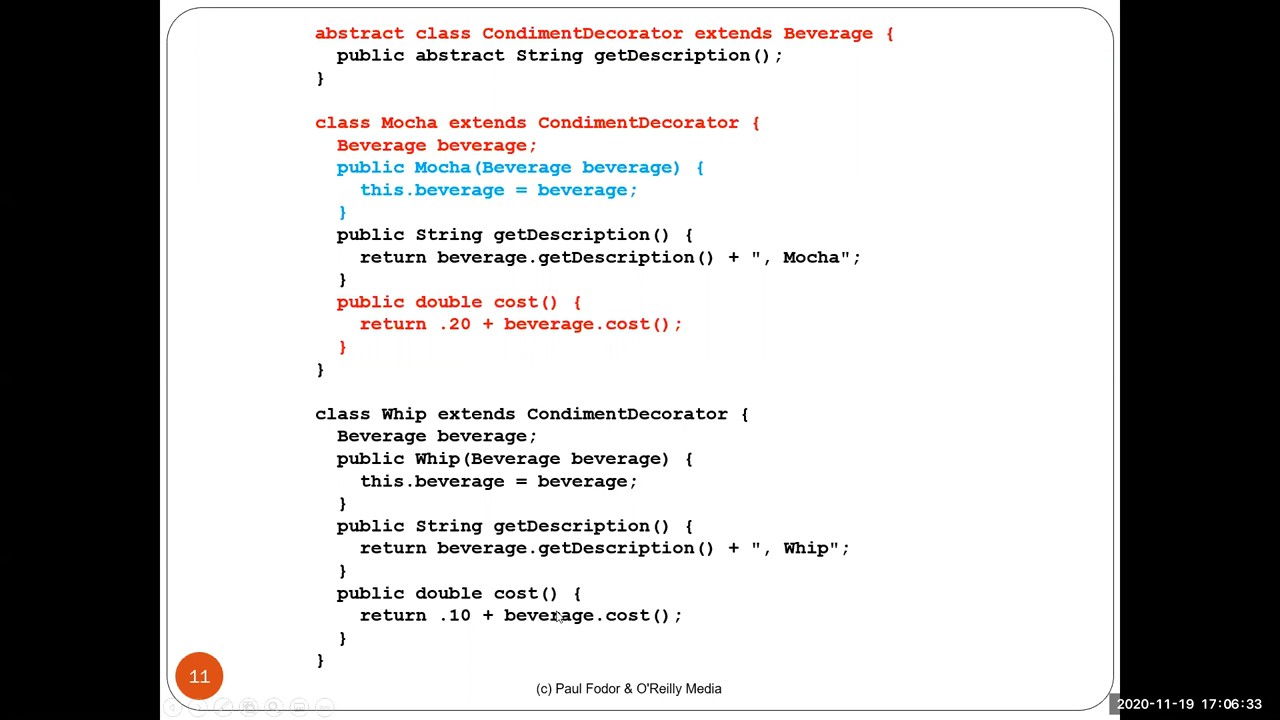 abstract class CondimentDecorator extends Beverage {
public abstract String getDescription();
}
class Mocha extends CondimentDecorator {
Beverage beverage;
public Mocha(Beverage beverage) {
this.beverage = beverage;
}
public String getDescription() {
return beverage.getDescription() + ", Mocha";
}
public double cost() {
return .20 + beverage.cost();
}
}
class Whip extends CondimentDecorator {
Beverage beverage;
public Whip(Beverage beverage) {
this.beverage = beverage;
}
public String getDescription() {
return beverage.getDescription() + ", Whip";
}
public double cost() {
return .10 + beverage.cost();
}
}
11
(c) Paul Fodor & O'Reilly Media
2020-11-19 17:06:33